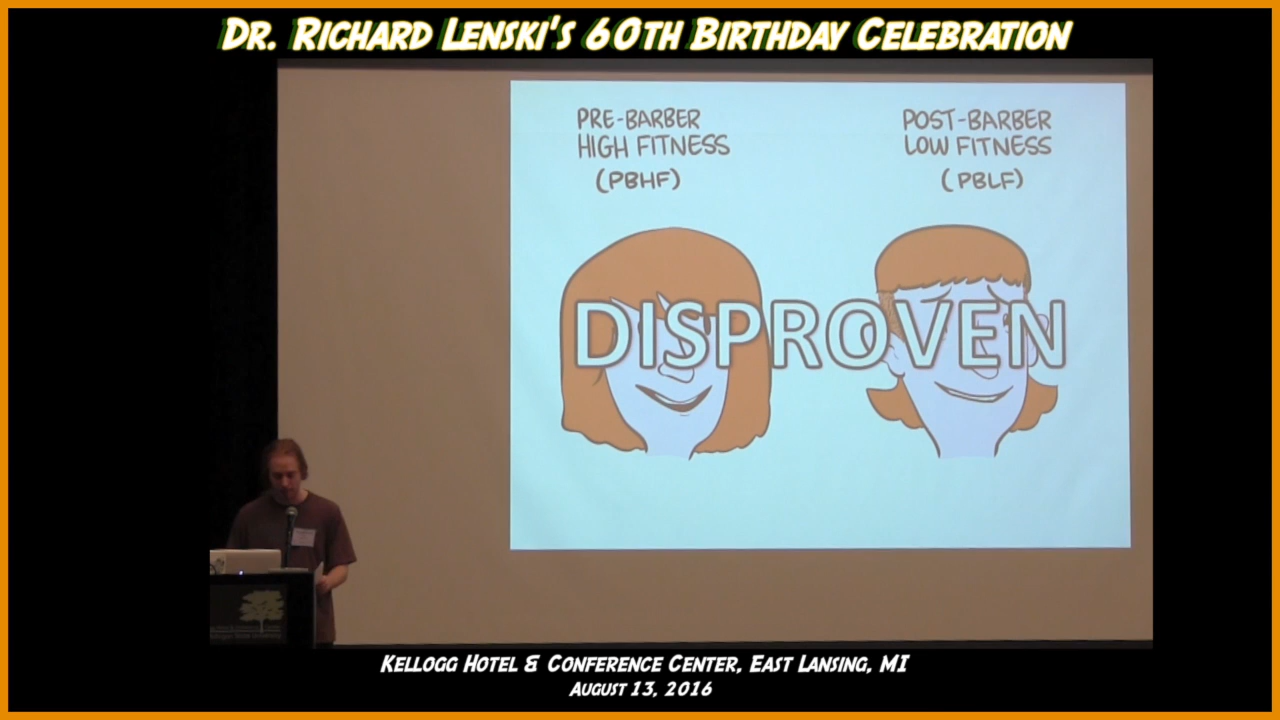 Dr. Richard Lenski's 60th Birthday Celebration
PRE-BARBER
HIGH FITNESS
(PBHF)
POST-BARBER
LOW FITNESS
(PBLF)
DISPROVEN
Kellogg Hotel & Conference Center, East Lansing, MI
August 13, 2016